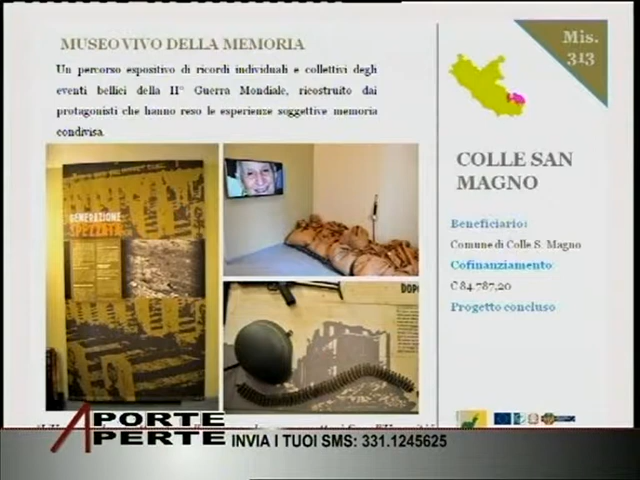 MUSEO VIVO DELLA MEMORIA
Un percorso espositivo di ricordi individuali e collettivi degli
eventi bellici della II° Guerra Mondiale, ricostruito dai
protagonisti che hanno reso le esperienze soggettive memoria
condivisa.
Mis.
313
COLLE SAN
MAGNO
Beneficiario:
Comune di Colle S. Magno
Cofinanziamento
€ 84.787,20
Progetto concluso
GENERAZIONE
SPEZZATA
DOPO
A PORTE
APERTE
INVIA I TUOI SMS: 331.1245625